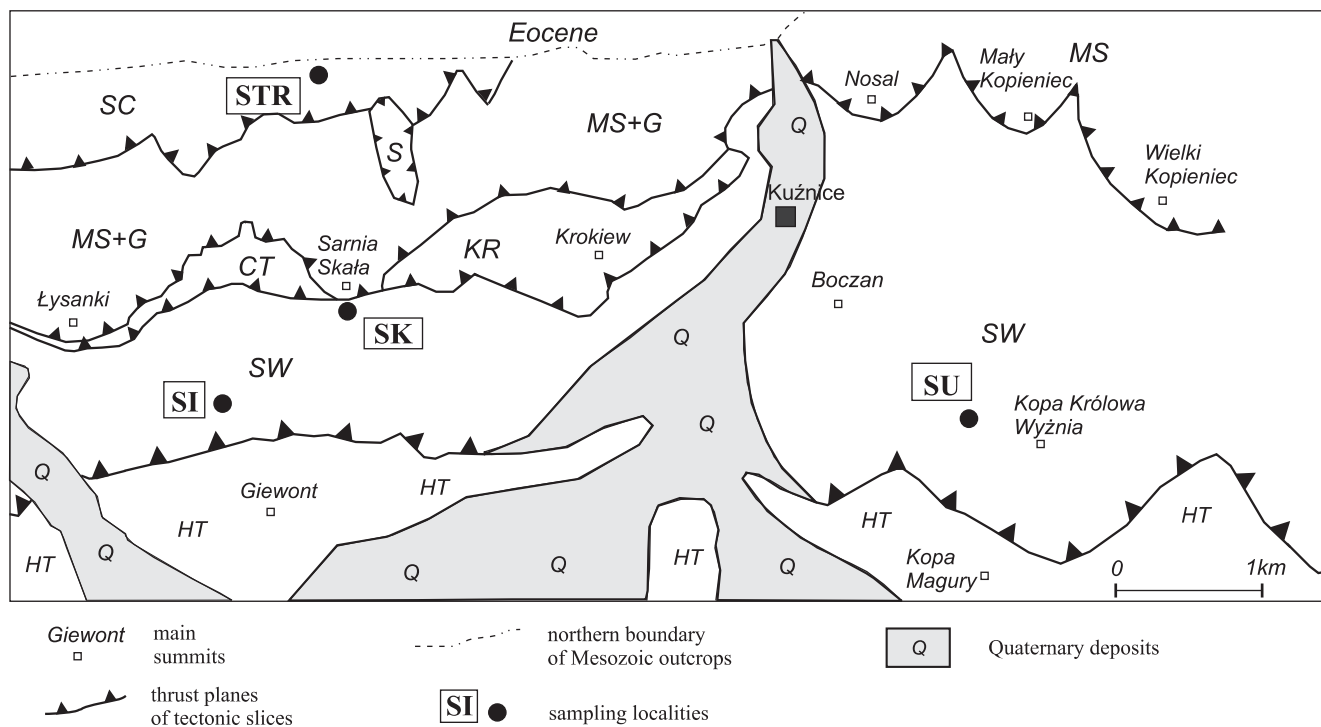 Eocene
SC
STR
S
MS+G
Q
Nosal
Mały
Kopieniec
MS
Wielki
Kopieniec
Kuźnice
MS+G
CT
Sarnia
Skała
KR
Krokiew
Łysanki
SK
Boczan
SW
SI
Q
SW
SU
Kopa Królowa
Wyżnia
Q
Q
Giewont
HT
HT
HT
HT
HT
HT
Q
Q
Q
Q
Kopa
Magury
0 1km
Giewont
main
summits
northern boundary
of Mesozoic outcrops
Q
Quaternary deposits
thrust planes
of tectonic slices
SI
sampling localities